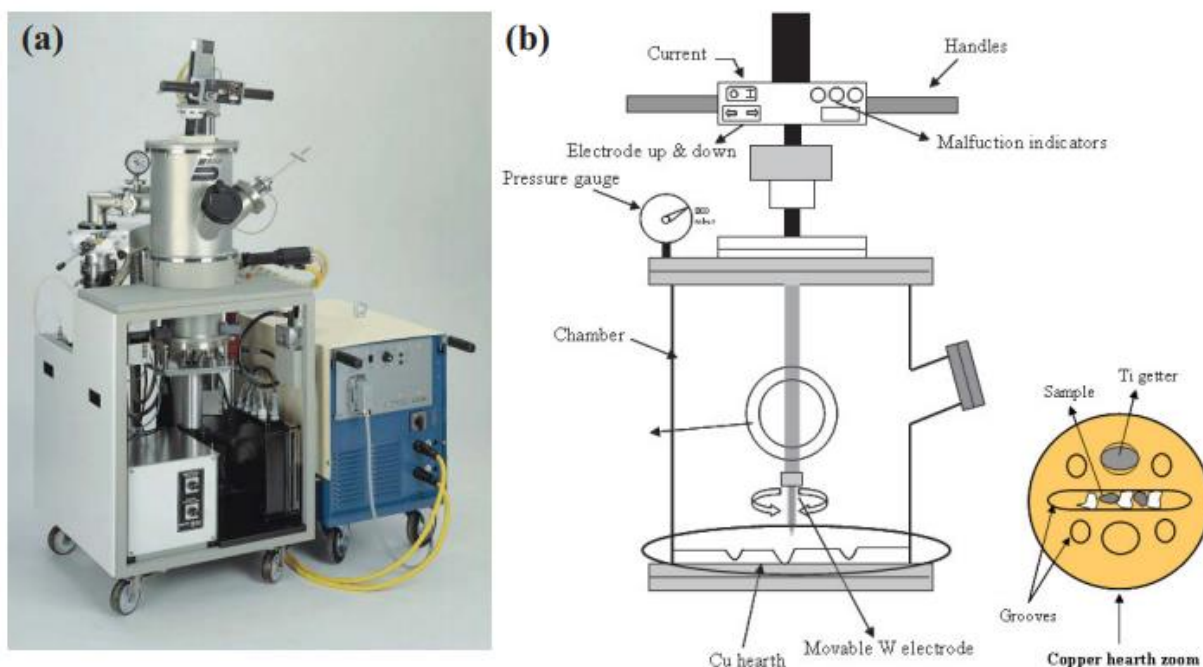 (a)
(b)
Current
Handles
Electrode up & down
Malfuction indicators
Pressure gauge
Chamber
Ti getter
Sample
Grooves
Movable W electrode
Cu hearth
Copper hearth zoom